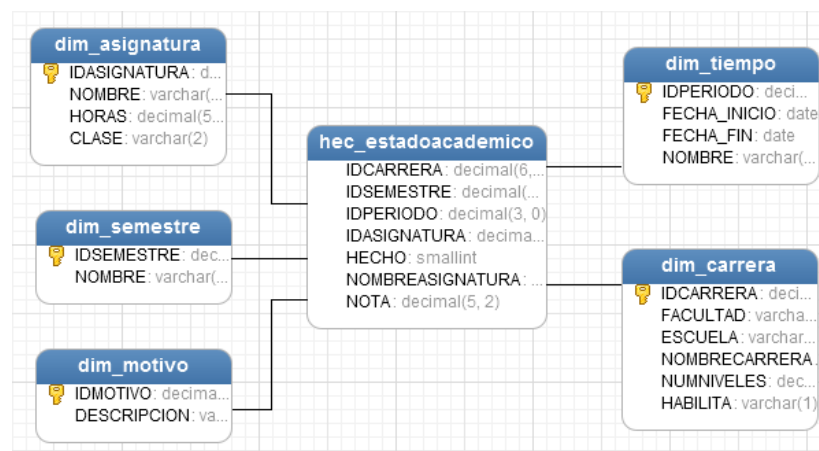 dim_asignatura
IDASIGNATURA: d...
NOMBRE: varchar(...
HORAS: decimal(5...
CLASE: varchar(2)
dim_semestre
IDSEMESTRE: dec...
NOMBRE: varchar(...
dim_motivo
IDMOTIVO: decima...
DESCRIPCION: va...
hec_estadoacademico
IDCARRERA: decimal(6,...
IDSEMESTRE: decimal(...
IDPERIODO: decimal(3, 0)
IDASIGNATURA: decima...
HECHO: smallint
NOMBREASIGNATURA: ...
NOTA: decimal(5, 2)
dim_tiempo
IDPERIODO: deci...
FECHA_INICIO: date
FECHA_FIN: date
NOMBRE: varchar(...
dim_carrera
IDCARRERA: deci...
FACULTAD: varcha...
ESCUELA: varchar...
NOMBRECARRERA...
NUMNIVELES: dec...
HABILITA: varchar(1)